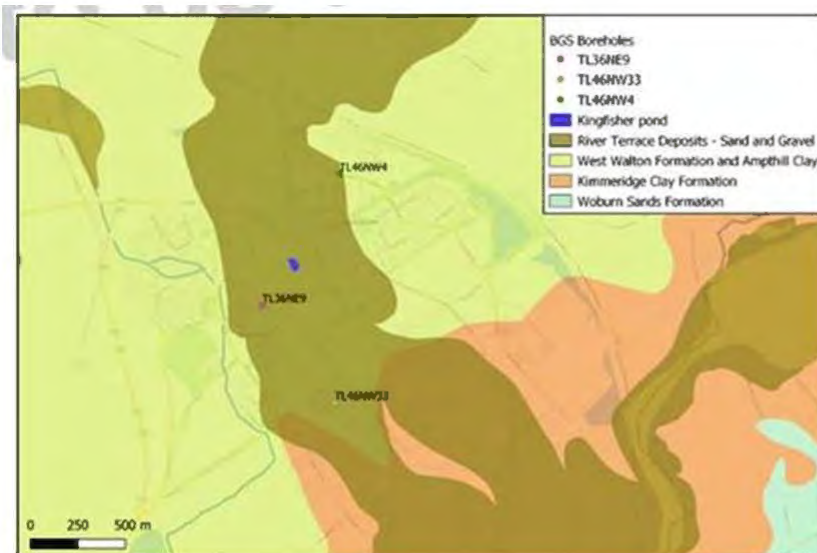 BGS Boreholes
TL36NE9
TL46NW33
TL46NW4
Kingfisher pond
River Terrace Deposits - Sand and Gravel
West Walton Formation and Ampthill Clay
Kimmeridge Clay Formation
Woburn Sands Formation
TL46NW4
TL36NE9
TL46NW33
0 250 500 m